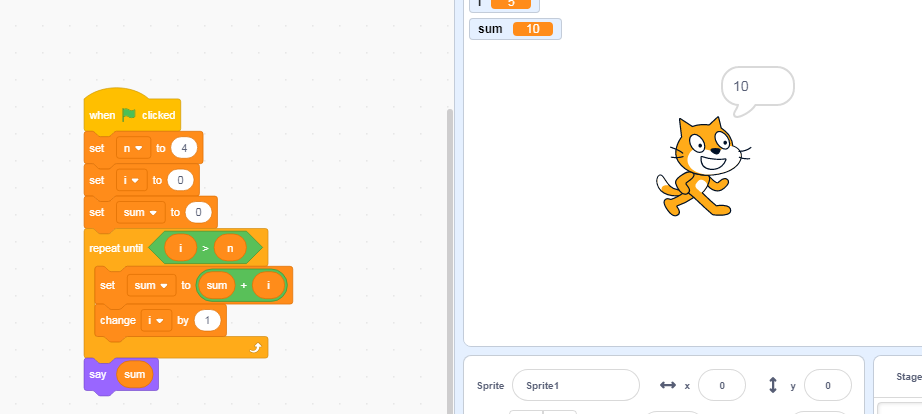 i 5
sum 10
10
when clicked
set n to 4
set i to 0
set sum to 0
repeat until i > n
set sum to sum + i
change i by 1
say sum
Sprite Sprite1 x 0 y 0
Stage